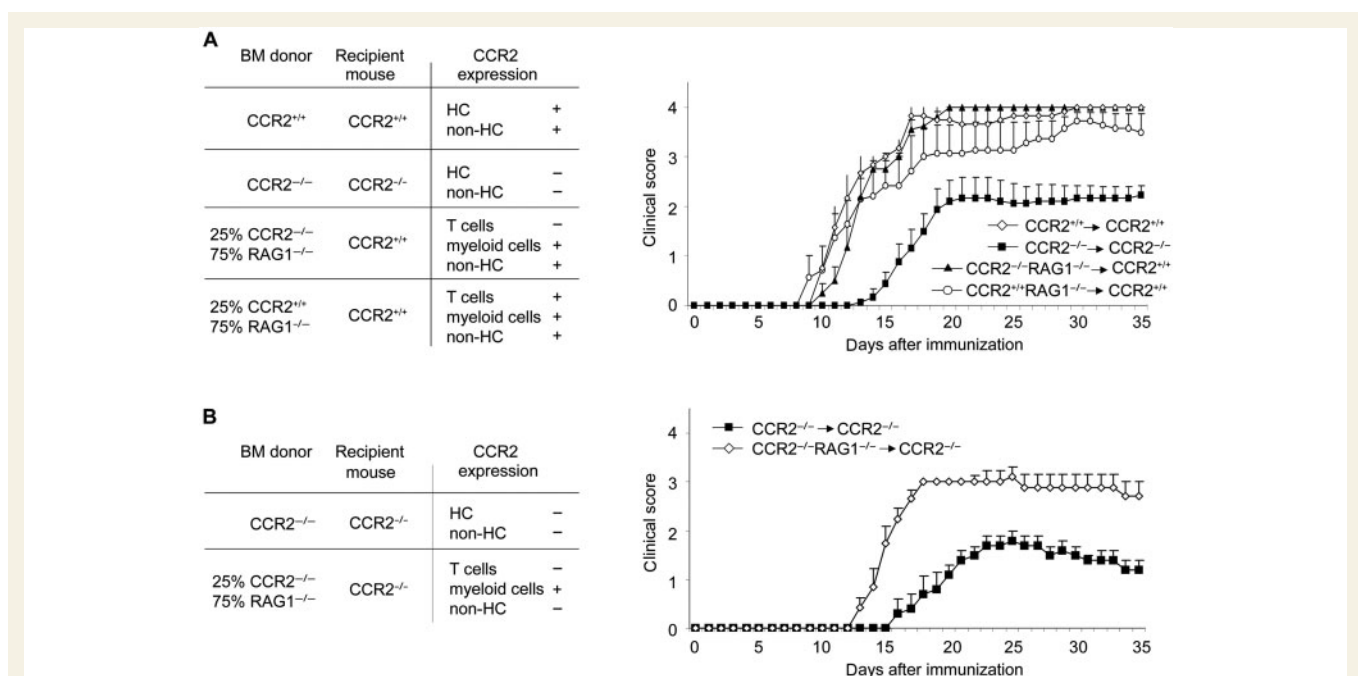 A
BM donor Recipient mouse CCR2 expression
CCR2+/+ CCR2+/+ HC +
non-HC +
CCR2−/− CCR2-/- HC −
non-HC −
25% CCR2−/− 75% RAG1−/− CCR2+/+ T cells −
myeloid cells +
non-HC +
25% CCR2+/+ 75% RAG1−/− CCR2+/+ T cells +
myeloid cells +
non-HC +
Clinical score
4
3
2
1
0
0 5 10 15 20 25 30 35
Days after immunization
CCR2+/+ → CCR2+/+
CCR2−/− → CCR2−/−
CCR2−/−RAG1−/− → CCR2+/+
CCR2+/+RAG1−/− → CCR2+/+
B
BM donor Recipient mouse CCR2 expression
CCR2−/− CCR2-/- HC −
non-HC −
25% CCR2−/− 75% RAG1−/− CCR2-/- T cells −
myeloid cells +
non-HC −
Clinical score
4
3
2
1
0
0 5 10 15 20 25 30 35
Days after immunization
CCR2−/− → CCR2−/−
CCR2−/−RAG1−/− → CCR2−/−